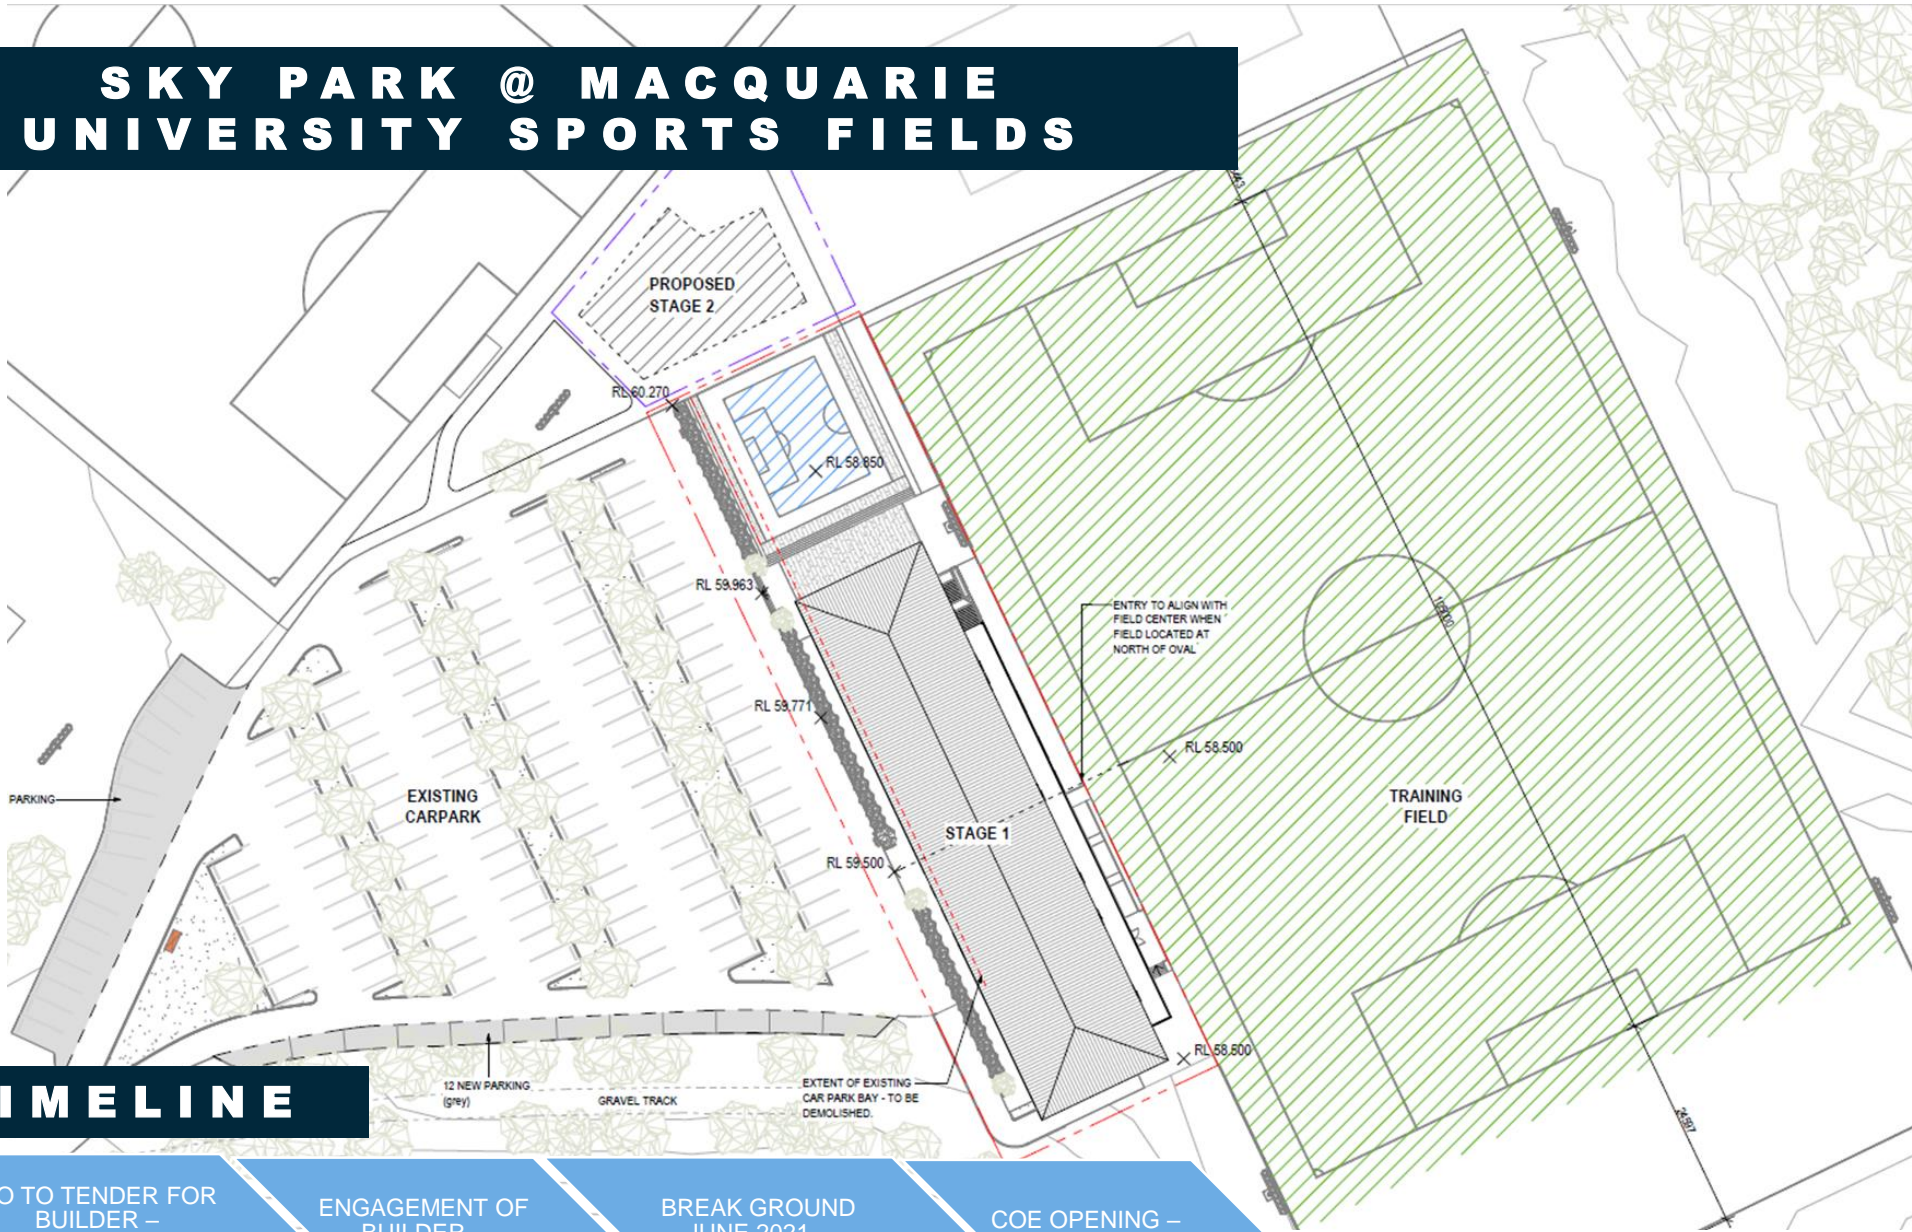 SKY PARK @ MACQUARIE
UNIVERSITY SPORTS FIELDS
PROPOSED
STAGE 2
RL 60.270
RL 58.850
RL 59.963
ENTRY TO ALIGN WITH
FIELD CENTER WHEN
FIELD LOCATED AT
NORTH OF OVAL
RL 59.771
RL 58.500
PARKING
EXISTING
CARPARK
TRAINING
FIELD
STAGE 1
RL 59.500
RL 58.500
12 NEW PARKING
(grey)
GRAVEL TRACK
EXTENT OF EXISTING
CAR PARK BAY - TO BE
DEMOLISHED.
IMELINE
O TO TENDER FOR
BUILDER –
ENGAGEMENT OF
BUILDER
BREAK GROUND
JUNE 2021
COE OPENING –